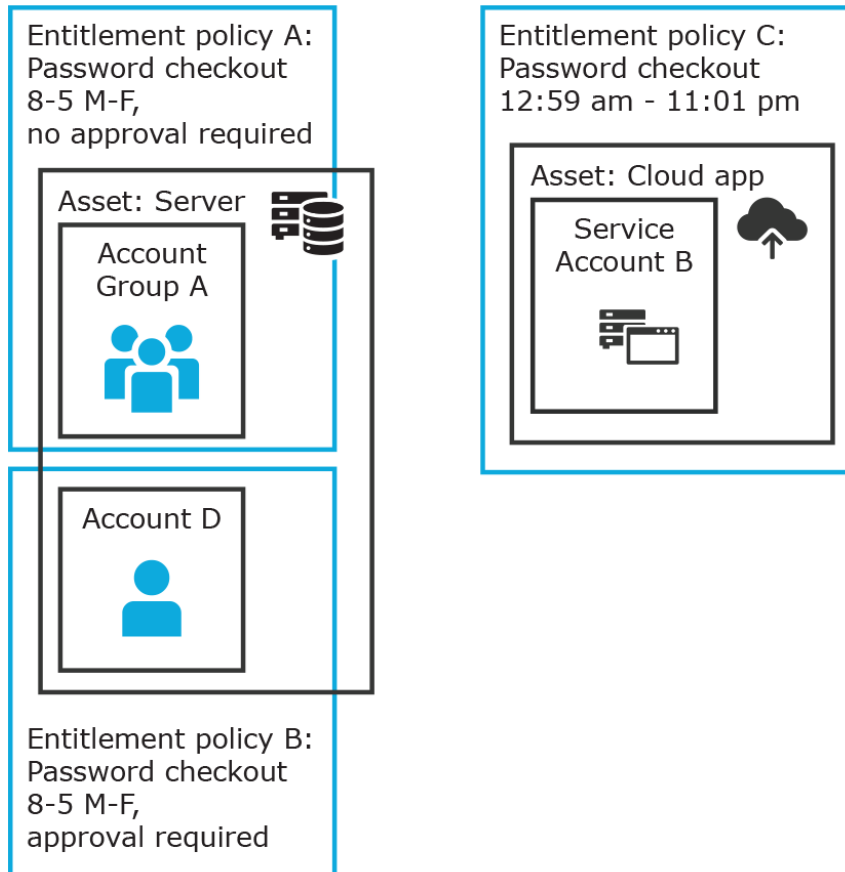 Entitlement policy A:
Password checkout
8-5 M-F,
no approval required
Asset: Server
Account
Group A
Account D
Entitlement policy B:
Password checkout
8-5 M-F,
approval required
Entitlement policy C:
Password checkout
12:59 am - 11:01 pm
Asset: Cloud app
Service
Account B